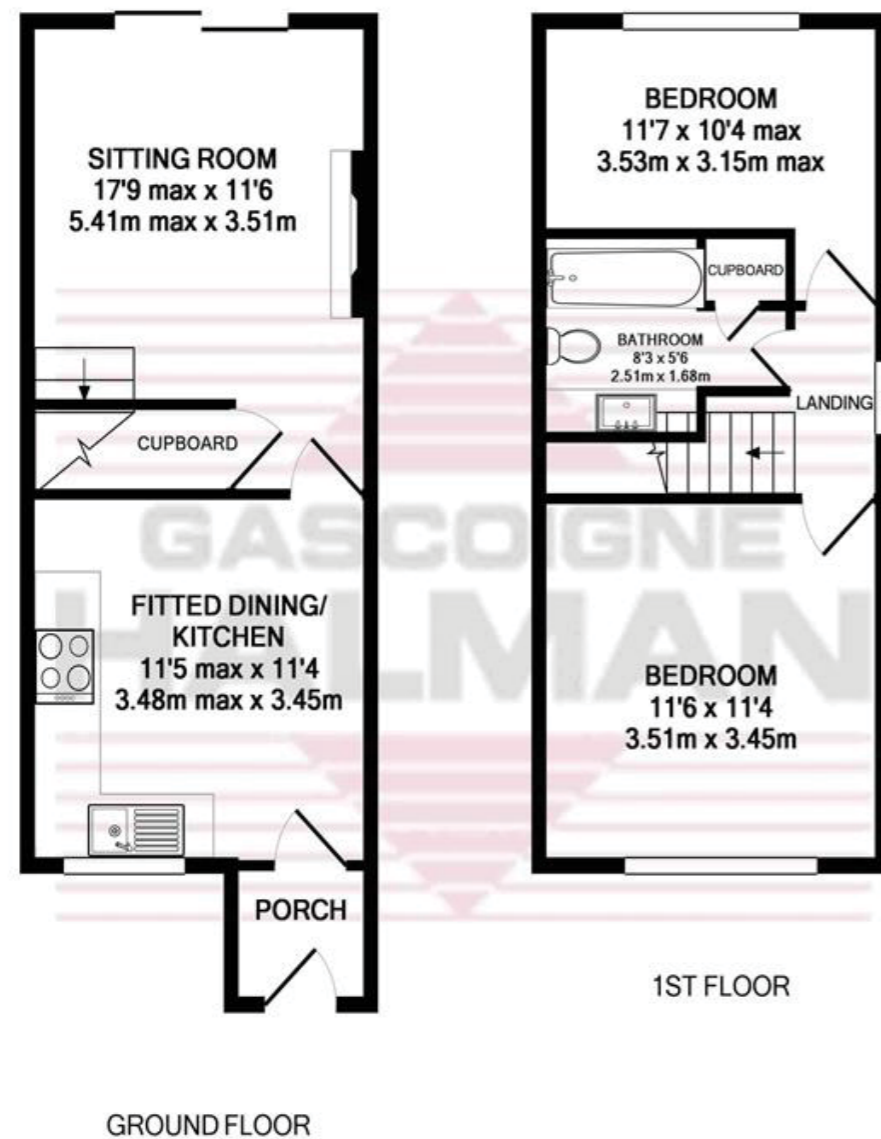 SITTING ROOM
17'9 max x 11'6
5.41m max x 3.51m
CUPBOARD
FITTED DINING/
KITCHEN
11'5 max x 11'4
3.48m max x 3.45m
PORCH
GROUND FLOOR
BEDROOM
11'7 x 10'4 max
3.53m x 3.15m max
CUPBOARD
BATHROOM
8'3 x 5'6
2.51m x 1.68m
LANDING
BEDROOM
11'6 x 11'4
3.51m x 3.45m
1ST FLOOR
GASCOIGNE
HALMAN